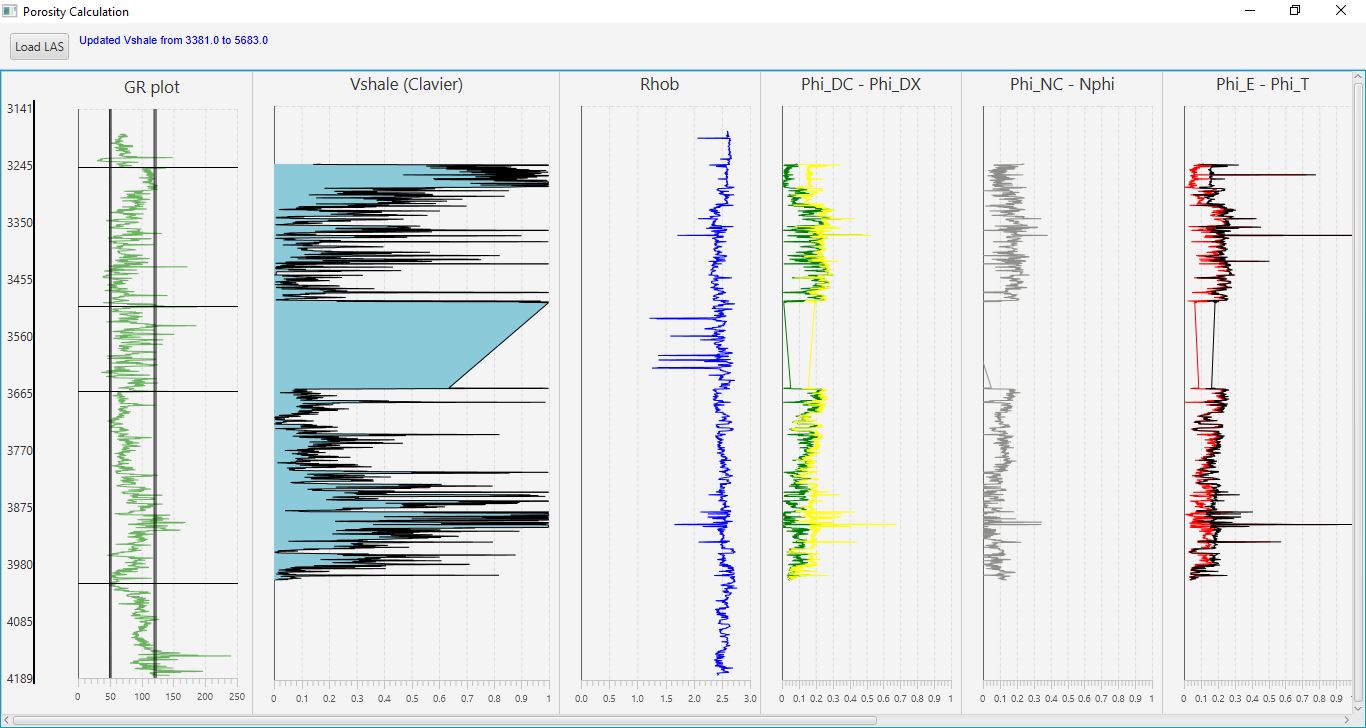 Porosity Calculation
Load LAS
Updated Vshale from 3381.0 to 5683.0
GR plot
Vshale (Clavier)
Rhob
Phi_DC - Phi_DX
Phi_NC - Nphi
Phi_E - Phi_T
3141
3245
3350
3455
3560
3665
3770
3875
3980
4085
4189
0 50 100 150 200 250
0 0.1 0.2 0.3 0.4 0.5 0.6 0.7 0.8 0.9 1
0.0 0.5 1.0 1.5 2.0 2.5 3.0
0 0.1 0.2 0.3 0.4 0.5 0.6 0.7 0.8 0.9 1
0 0.1 0.2 0.3 0.4 0.5 0.6 0.7 0.8 0.9 1
0 0.1 0.2 0.3 0.4 0.5 0.6 0.7 0.8 0.9